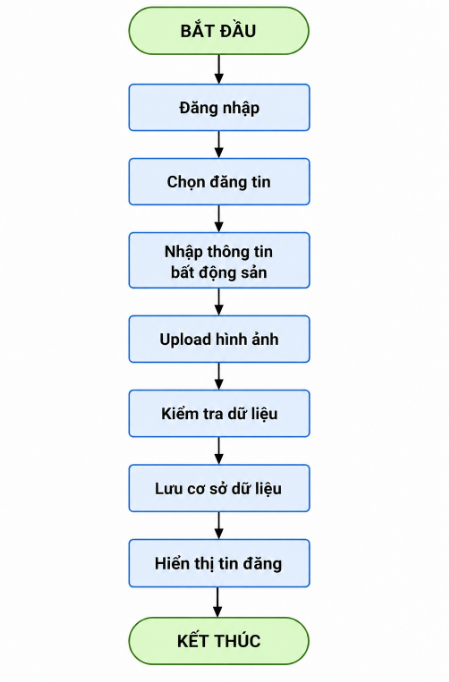 BẮT ĐẦU
Đăng nhập
Chọn đăng tin
Nhập thông tin
bất động sản
Upload hình ảnh
Kiểm tra dữ liệu
Lưu cơ sở dữ liệu
Hiển thị tin đăng
KẾT THÚC